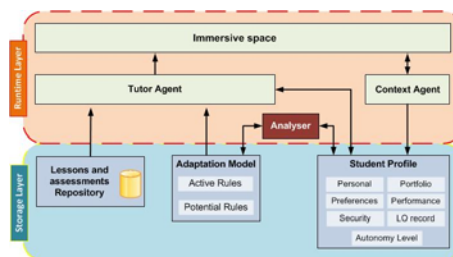 Immersive space
Runtime Layer
Tutor Agent
Context Agent
Analyser
Storage Layer
Lessons and
assessments
Repository
Adaptation Model
Active Rules
Potential Rules
Student Profile
Personal
Portfolio
Preferences
Performance
Security
LO record
Autonomy Level